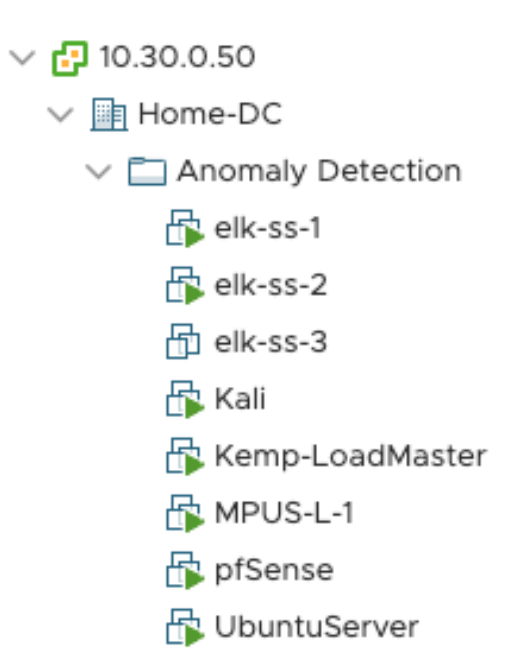 10.30.0.50
Home-DC
Anomaly Detection
elk-ss-1
elk-ss-2
elk-ss-3
Kali
Kemp-LoadMaster
MPUS-L-1
pfSense
UbuntuServer